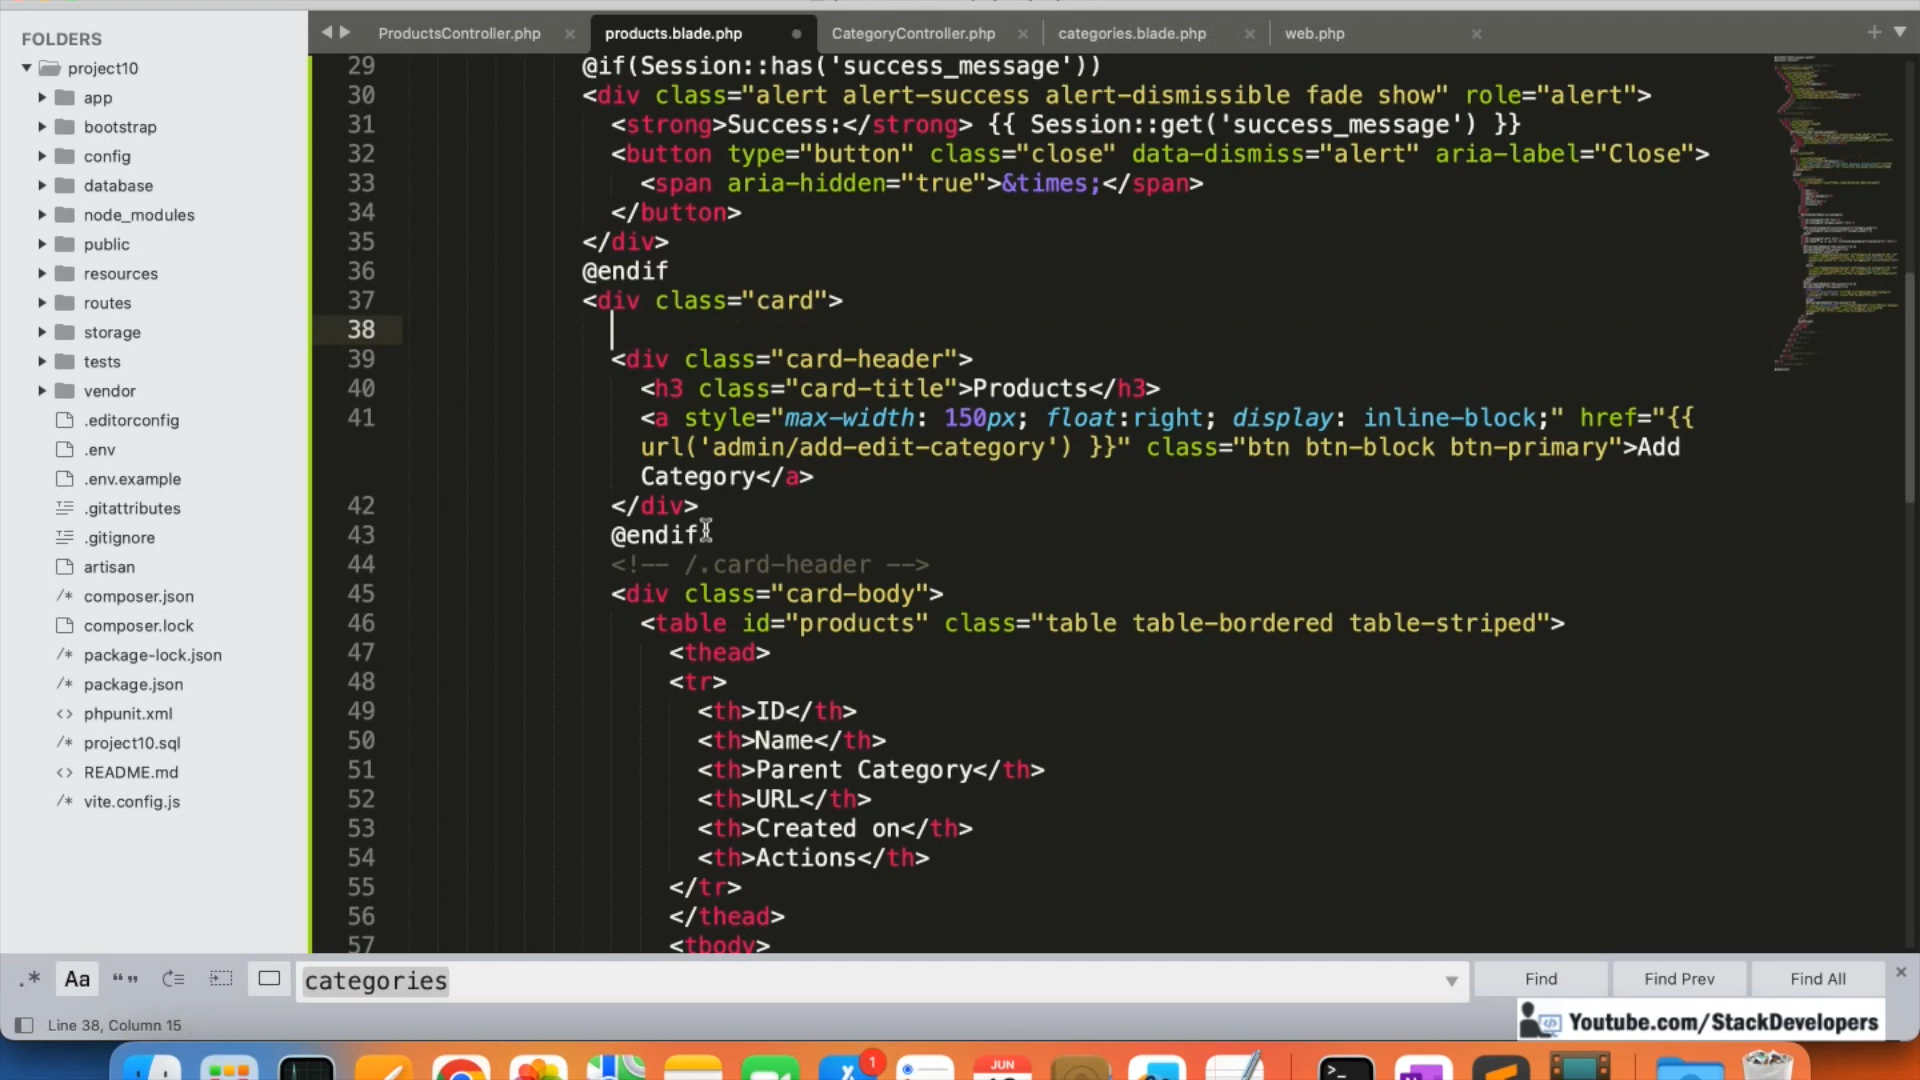 FOLDERS
project10
app
bootstrap
config
database
node_modules
public
resources
routes
storage
tests
vendor
.editorconfig
.env
.env.example
.gitattributes
.gitignore
artisan
composer.json
composer.lock
package-lock.json
package.json
phpunit.xml
project10.sql
README.md
vite.config.js
ProductsController.php
products.blade.php
CategoryController.php
categories.blade.php
web.php
29 @if(Session::has('success_message'))
30 <div class="alert alert-success alert-dismissible fade show" role="alert">
31 <strong>Success:</strong> {{ Session::get('success_message') }}
32 <button type="button" class="close" data-dismiss="alert" aria-label="Close">
33 <span aria-hidden="true">&times;</span>
34 </button>
35 </div>
36 @endif
37 <div class="card">
38
39 <div class="card-header">
40 <h3 class="card-title">Products</h3>
41 <a style="max-width: 150px; float:right; display: inline-block;" href="{{
url('admin/add-edit-category') }}" class="btn btn-block btn-primary">Add
Category</a>
42 </div>
43 @endif
44 <!-- /.card-header -->
45 <div class="card-body">
46 <table id="products" class="table table-bordered table-striped">
47 <thead>
48 <tr>
49 <th>ID</th>
50 <th>Name</th>
51 <th>Parent Category</th>
52 <th>URL</th>
53 <th>Created on</th>
54 <th>Actions</th>
55 </tr>
56 </thead>
57 <tbody>
.* Aa “”
categories
Find
Find Prev
Find All
Line 38, Column 15
Youtube.com/StackDevelopers
1
JUN